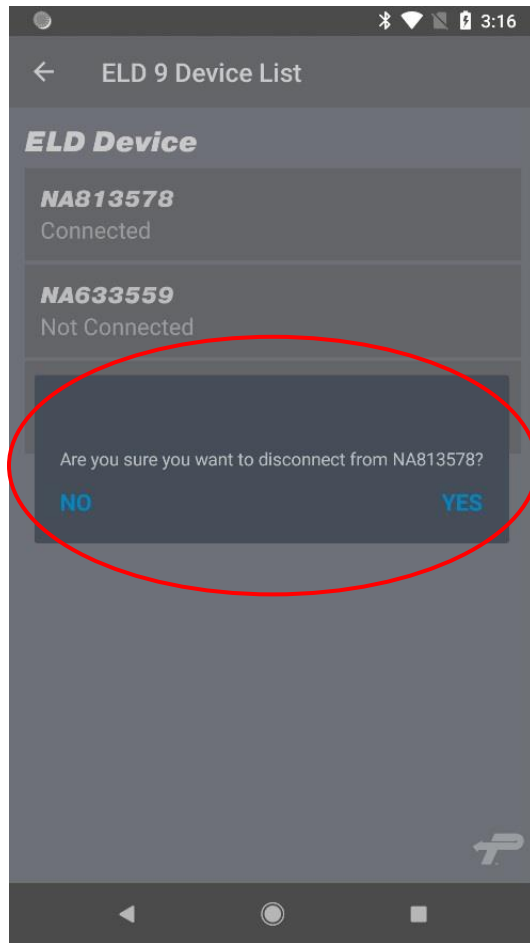 3:16
ELD 9 Device List
ELD Device
NA813578
Connected
NA633559
Not Connected
Are you sure you want to disconnect from NA813578?
NO
YES